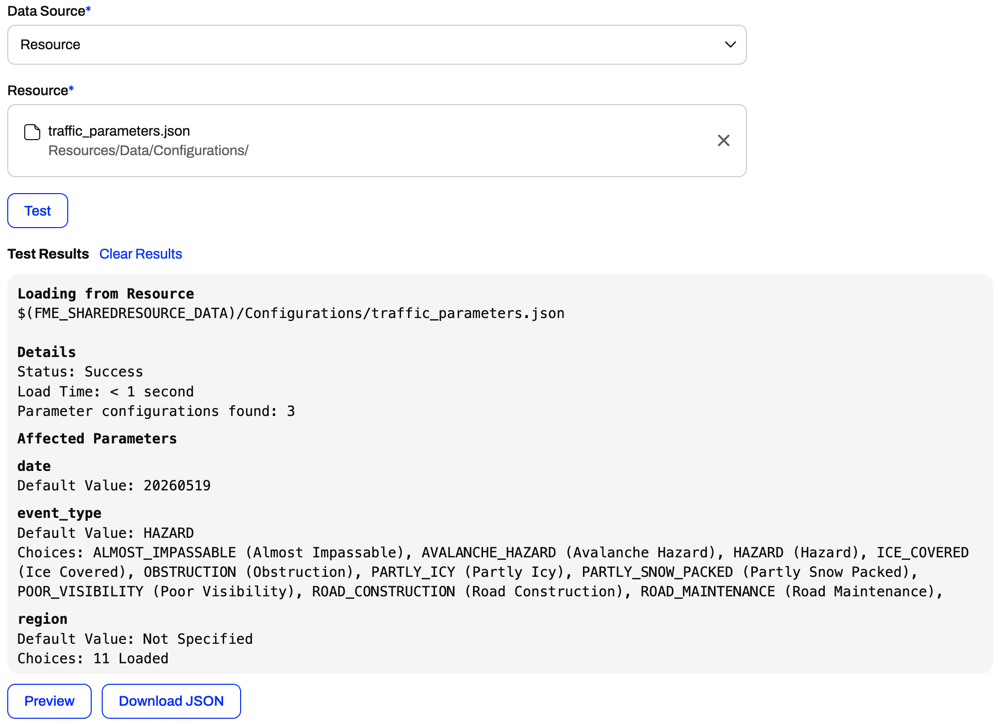 Data Source*
Resource
Resource*
traffic_parameters.json
Resources/Data/Configurations/
Test
Test Results Clear Results
Loading from Resource
$(FME_SHAREDRESOURCE_DATA)/Configurations/traffic_parameters.json
Details
Status: Success
Load Time: < 1 second
Parameter configurations found: 3
Affected Parameters
date
Default Value: 20260519
event_type
Default Value: HAZARD
Choices: ALMOST_IMPASSABLE (Almost Impassable), AVALANCHE_HAZARD (Avalanche Hazard), HAZARD (Hazard), ICE_COVERED
(Ice Covered), OBSTRUCTION (Obstruction), PARTLY_ICY (Partly Icy), PARTLY_SNOW_PACKED (Partly Snow Packed),
POOR_VISIBILITY (Poor Visibility), ROAD_CONSTRUCTION (Road Construction), ROAD_MAINTENANCE (Road Maintenance),
region
Default Value: Not Specified
Choices: 11 Loaded
Preview Download JSON